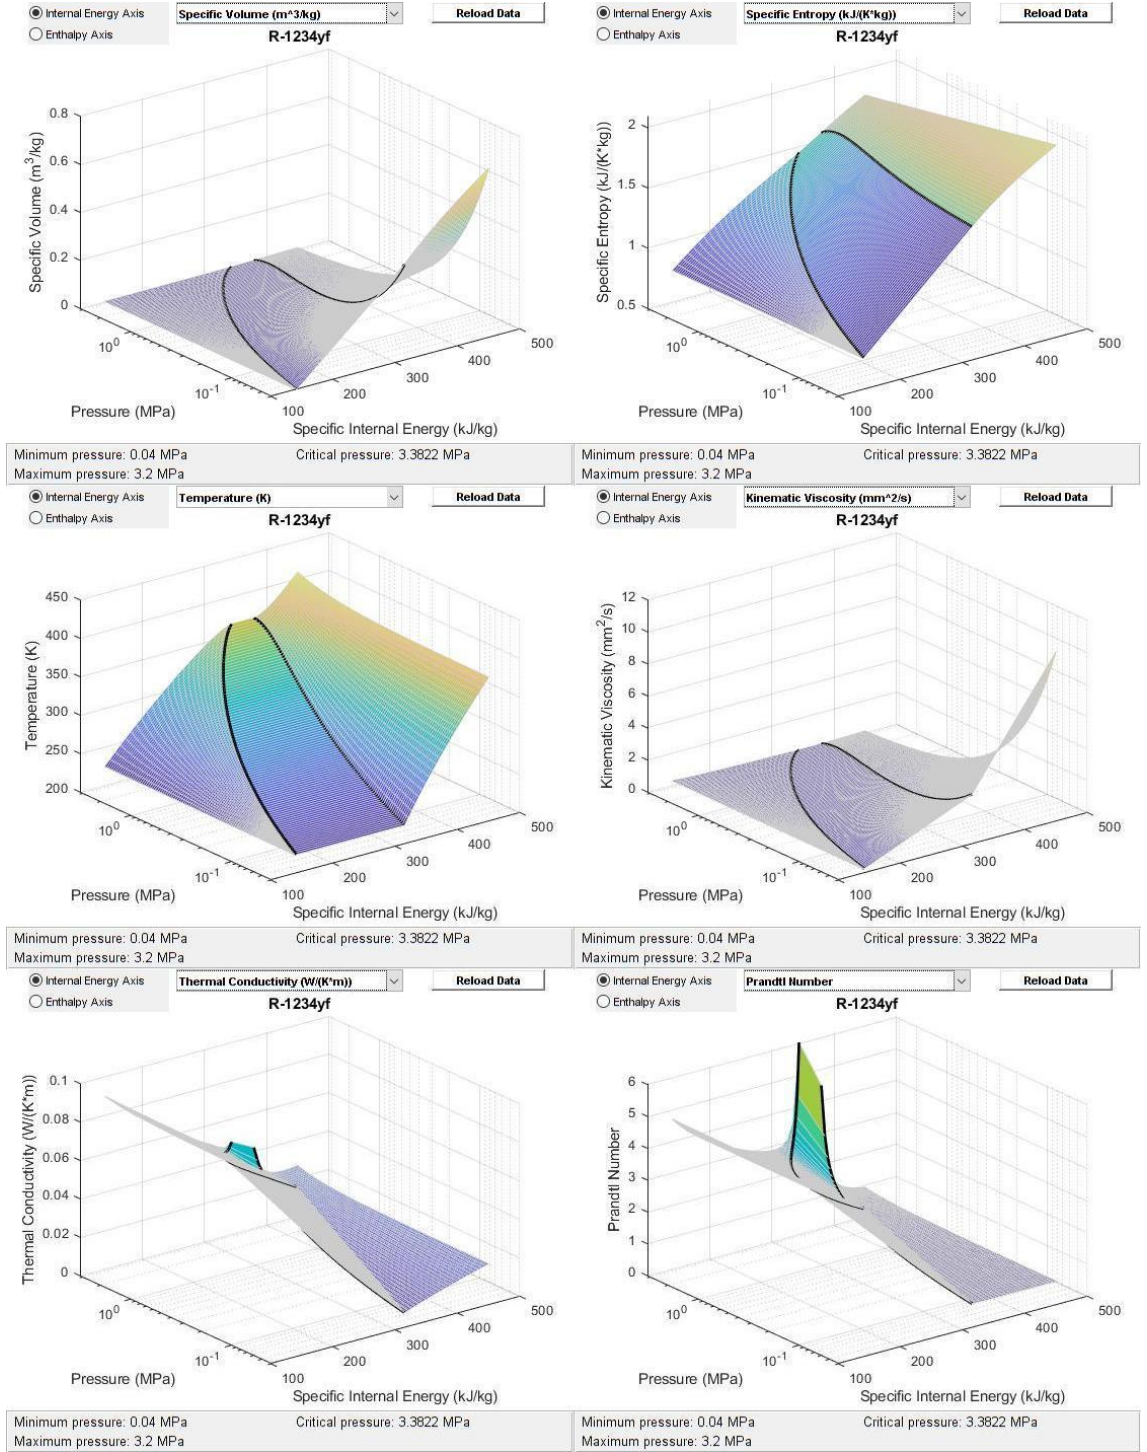 Internal Energy Axis
Specific Volume (m^3/kg)
Reload Data
Enthalpy Axis
R-1234yf
0.8
0.6
0.4
0.2
0
Specific Volume (m³/kg)
10⁰
10⁻¹
Pressure (MPa)
100
200
300
400
500
Specific Internal Energy (kJ/kg)
Minimum pressure: 0.04 MPa
Critical pressure: 3.3822 MPa
Maximum pressure: 3.2 MPa
Internal Energy Axis
Specific Entropy (kJ/(K*kg))
Reload Data
Enthalpy Axis
R-1234yf
2
1.5
1
0.5
Specific Entropy (kJ/(K*kg))
10⁰
10⁻¹
Pressure (MPa)
100
200
300
400
500
Specific Internal Energy (kJ/kg)
Minimum pressure: 0.04 MPa
Critical pressure: 3.3822 MPa
Maximum pressure: 3.2 MPa
Internal Energy Axis
Temperature (K)
Reload Data
Enthalpy Axis
R-1234yf
450
400
350
300
250
200
Temperature (K)
10⁰
10⁻¹
Pressure (MPa)
100
200
300
400
500
Specific Internal Energy (kJ/kg)
Minimum pressure: 0.04 MPa
Critical pressure: 3.3822 MPa
Maximum pressure: 3.2 MPa
Internal Energy Axis
Kinematic Viscosity (mm^2/s)
Reload Data
Enthalpy Axis
R-1234yf
12
10
8
6
4
2
0
Kinematic Viscosity (mm²/s)
10⁰
10⁻¹
Pressure (MPa)
100
200
300
400
500
Specific Internal Energy (kJ/kg)
Minimum pressure: 0.04 MPa
Critical pressure: 3.3822 MPa
Maximum pressure: 3.2 MPa
Internal Energy Axis
Thermal Conductivity (W/(K*m))
Reload Data
Enthalpy Axis
R-1234yf
0.1
0.08
0.06
0.04
0.02
0
Thermal Conductivity (W/(K*m))
10⁰
10⁻¹
Pressure (MPa)
100
200
300
400
500
Specific Internal Energy (kJ/kg)
Minimum pressure: 0.04 MPa
Critical pressure: 3.3822 MPa
Maximum pressure: 3.2 MPa
Internal Energy Axis
Prandtl Number
Reload Data
Enthalpy Axis
R-1234yf
6
5
4
3
2
1
0
Prandtl Number
10⁰
10⁻¹
Pressure (MPa)
100
200
300
400
500
Specific Internal Energy (kJ/kg)
Minimum pressure: 0.04 MPa
Critical pressure: 3.3822 MPa
Maximum pressure: 3.2 MPa